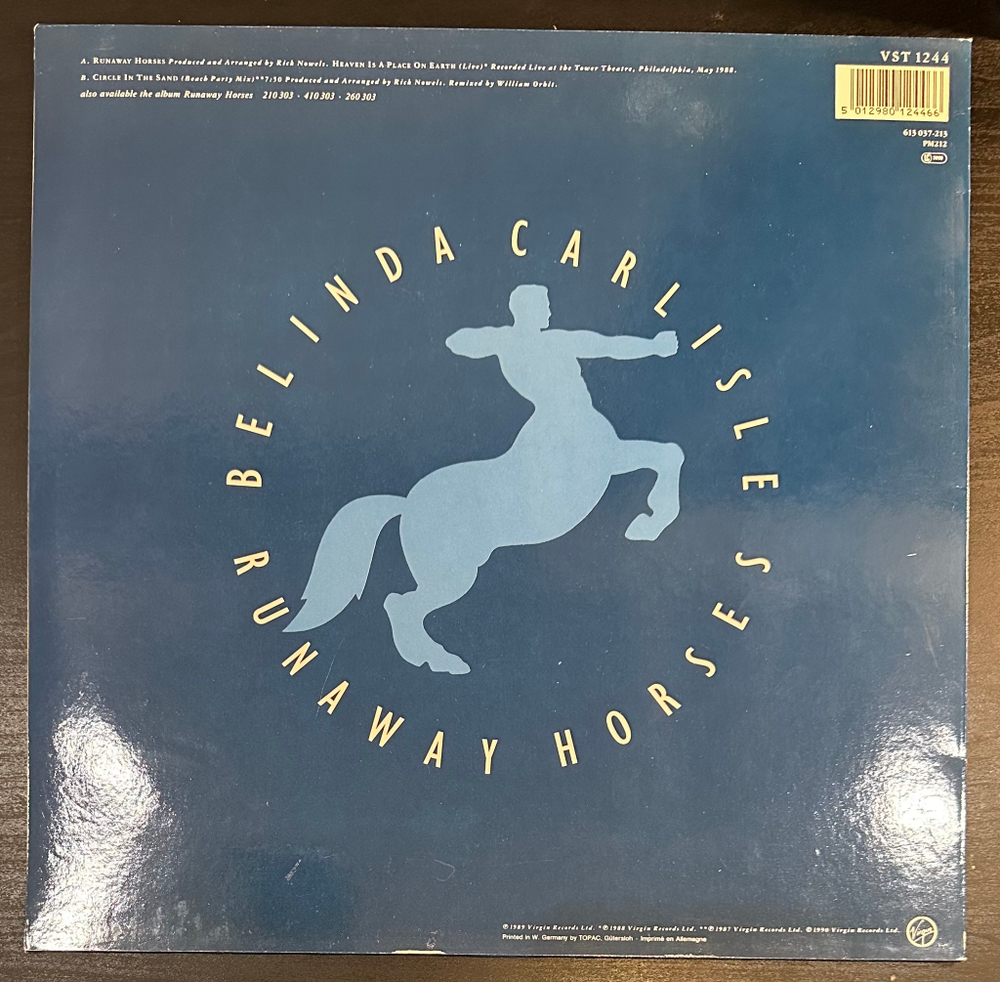 A. RUNAWAY HORSES Produced and Arranged by Rick Nowels. HEAVEN IS A PLACE ON EARTH (Live)* Recorded Live at the Tower Theatre, Philadelphia, May 1988.
B. CIRCLE IN THE SAND (Beach Party Mix)**7:50 Produced and Arranged by Rick Nowels. Remixed by William Orbit.
also available the album Runaway Horses 210 303 · 410 303 · 260 303
VST 1244
5 012980 124466
615 037-213
PM212
BELINDA CARLISLE
RUNAWAY HORSES
℗ 1989 Virgin Records Ltd. *℗ 1988 Virgin Records Ltd. **℗ 1987 Virgin Records Ltd. © 1990 Virgin Records Ltd.
Printed in W. Germany by TOPAC, Gütersloh · Imprimé en Allemagne
Virgin